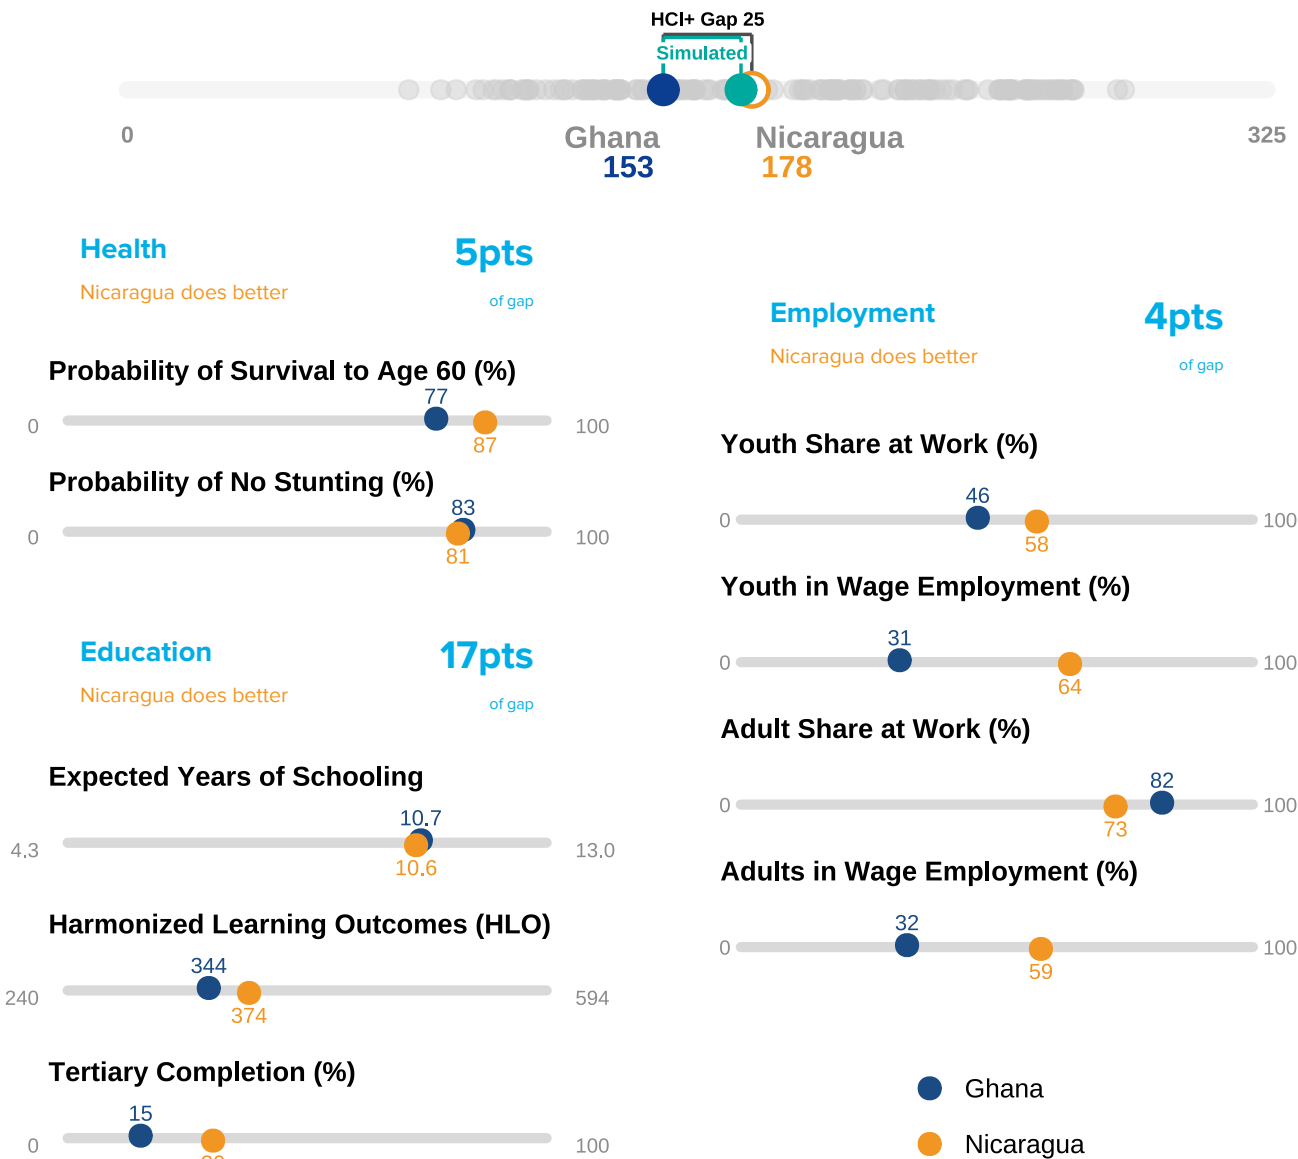 HCI+ Gap 25
Simulated
0
325
Ghana
153
Nicaragua
178
Health
5pts
Nicaragua does better
of gap
Probability of Survival to Age 60 (%)
77
0
100
87
Probability of No Stunting (%)
83
0
100
81
Education
17pts
Nicaragua does better
of gap
Expected Years of Schooling
10.7
4.3
13.0
10.6
Harmonized Learning Outcomes (HLO)
344
240
594
374
Tertiary Completion (%)
15
0
100
Employment
4pts
Nicaragua does better
of gap
Youth Share at Work (%)
46
0
100
58
Youth in Wage Employment (%)
31
0
100
64
Adult Share at Work (%)
82
0
100
73
Adults in Wage Employment (%)
32
0
100
59
Ghana
Nicaragua